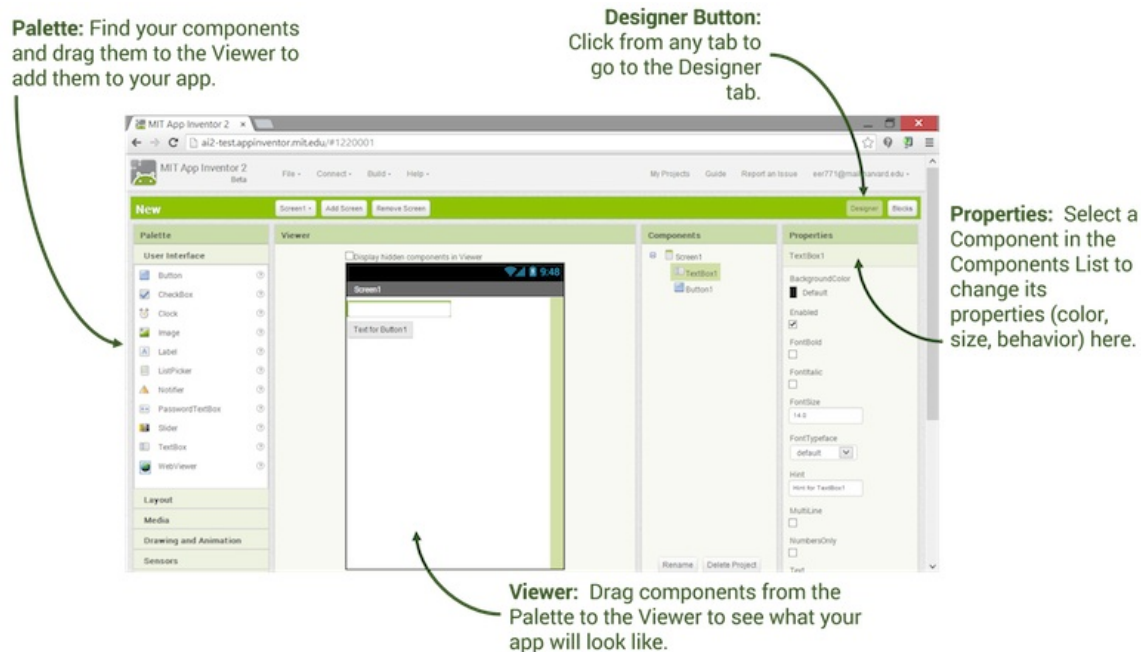 Palette: Find your components
and drag them to the Viewer to
add them to your app.
Designer Button:
Click from any tab to
go to the Designer
tab.
MIT App Inventor 2
ai2-test.appinventor.mit.edu/#1220001
MIT App Inventor 2
Beta
File
Connect
Build
Help
My Projects
Guide
Report an Issue
New
Screen1
Add Screen
Remove Screen
Designer
Blocks
Palette
User Interface
Button
CheckBox
Clock
Image
Label
ListPicker
Notifier
PasswordTextBox
Slider
TextBox
WebViewer
Layout
Media
Drawing and Animation
Sensors
Viewer
Display hidden components in Viewer
9:48
Screen1
Text for Button1
Components
Screen1
TextBox1
Button1
Rename
Delete Project
Properties
TextBox1
BackgroundColor
Default
Enabled
FontBold
FontItalic
FontSize
14.0
FontTypeface
default
Hint
Hint for TextBox1
MultiLine
NumbersOnly
Text
Properties: Select a
Component in the
Components List to
change its
properties (color,
size, behavior) here.
Viewer: Drag components from the
Palette to the Viewer to see what your
app will look like.